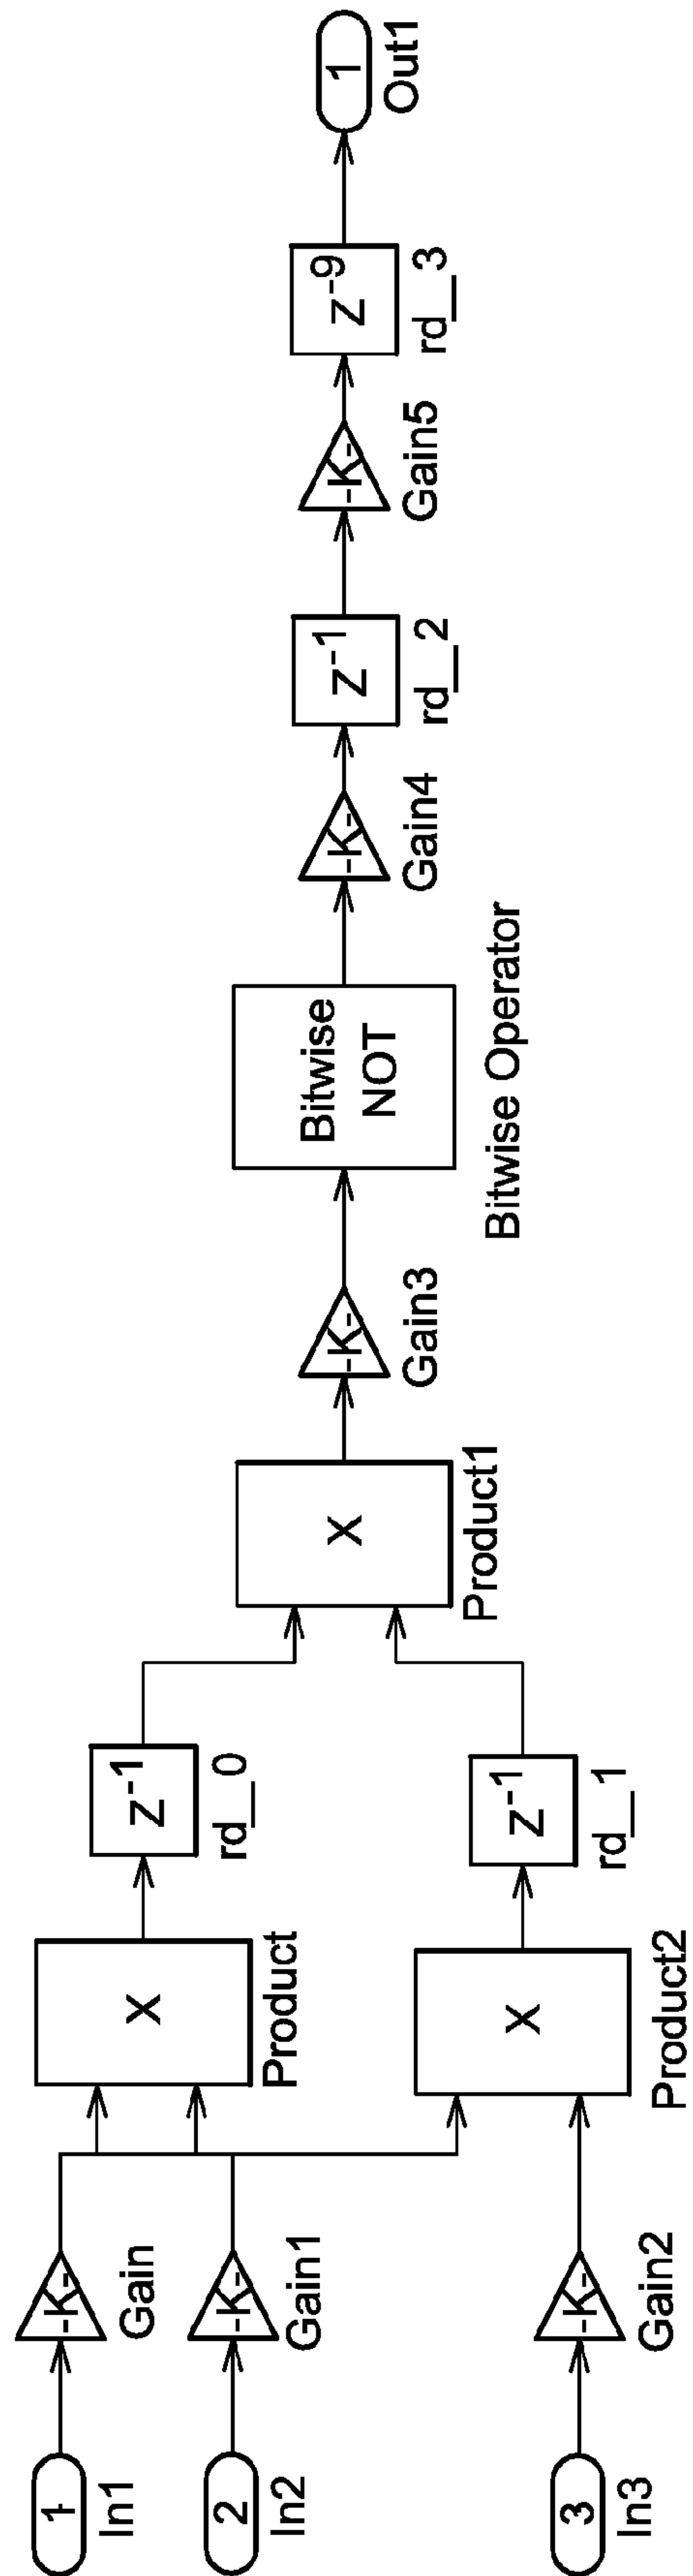 1
In1
2
In2
3
In3
-K-
Gain
-K-
Gain1
-K-
Gain2
X
Product
X
Product2
z-1
rd_0
z-1
rd_1
X
Product1
-K-
Gain3
Bitwise
NOT
Bitwise Operator
-K-
Gain4
z-1
rd_2
-K-
Gain5
z-9
rd_3
1
Out1